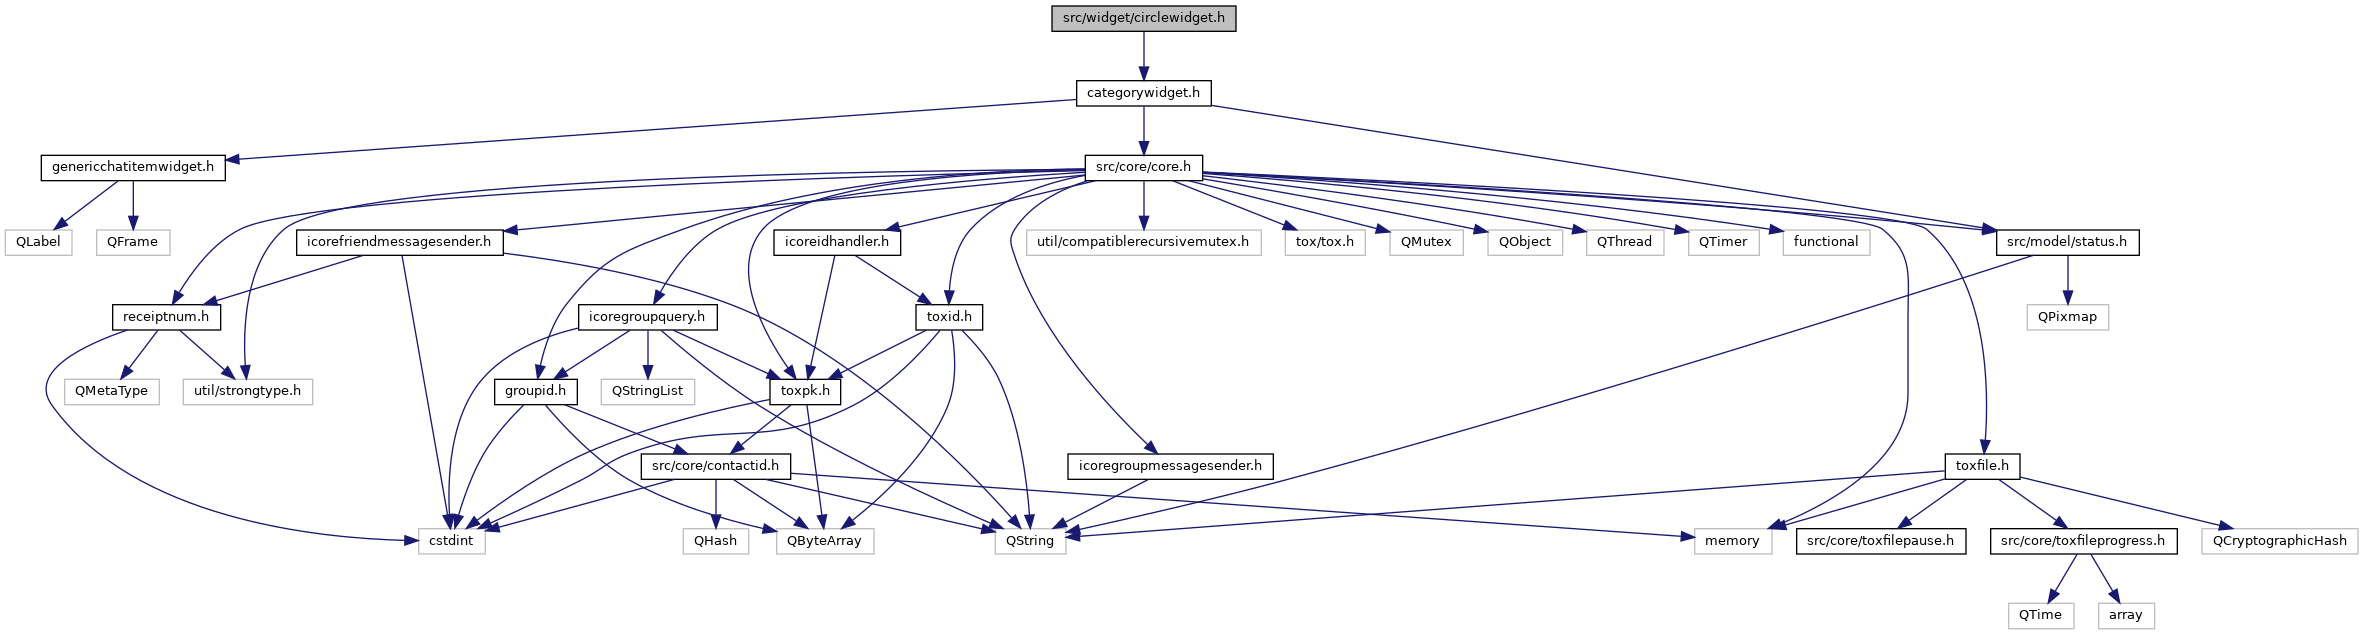 src/widget/circlewidget.h
categorywidget.h
genericchatitemwidget.h
src/core/core.h
QLabel
QFrame
icorefriendmessagesender.h
icoreidhandler.h
util/compatiblerecursivemutex.h
tox/tox.h
QMutex
QObject
QThread
QTimer
functional
src/model/status.h
receiptnum.h
icoregroupquery.h
toxid.h
QPixmap
QMetaType
util/strongtype.h
groupid.h
QStringList
toxpk.h
src/core/contactid.h
icoregroupmessagesender.h
toxfile.h
cstdint
QHash
QByteArray
QString
memory
src/core/toxfilepause.h
src/core/toxfileprogress.h
QCryptographicHash
QTime
array